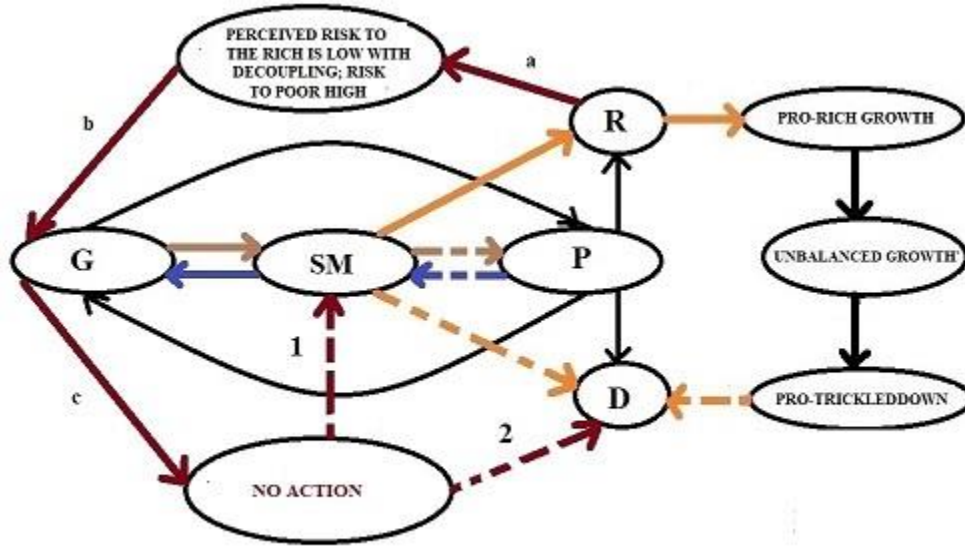 PERCEIVED RISK TO
THE RICH IS LOW WITH
DECOUPLING; RISK
TO POOR HIGH
a
R
PRO-RICH GROWTH
b
G
SM
P
UNBALANCED GROWTH
1
c
D
PRO-TRICKLEDDOWN
2
NO ACTION